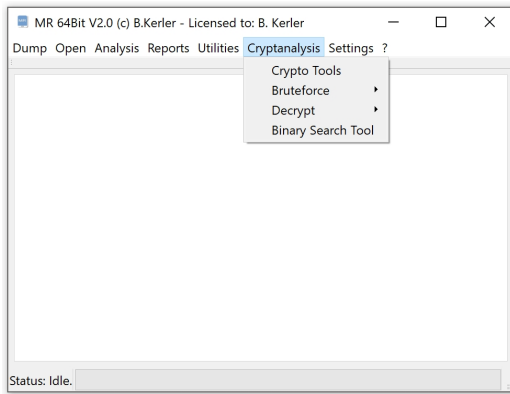 MR 64Bit V2.0 (c) B.Kerler - Licensed to: B. Kerler
Dump Open Analysis Reports Utilities Cryptanalysis Settings ?
Crypto Tools
Bruteforce
Decrypt
Binary Search Tool
Status: Idle.